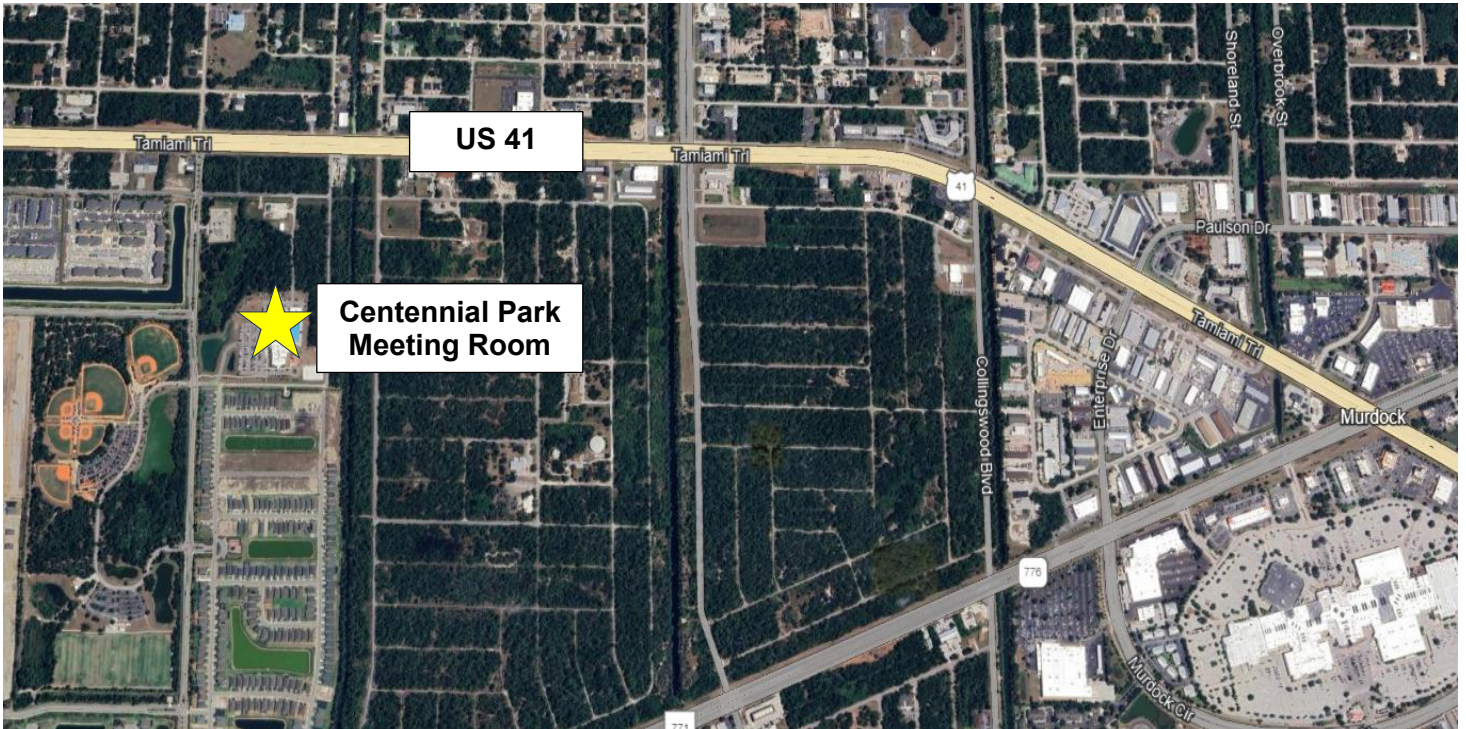 Shoreland St
Overbrook St
Tamiami Trl
US 41
Tamiami Trl
41
Paulson Dr
Centennial Park
Meeting Room
Tamiami Trl
Enterprise Dr
Collingswood Blvd
Murdock
776
Murdock Cir
771